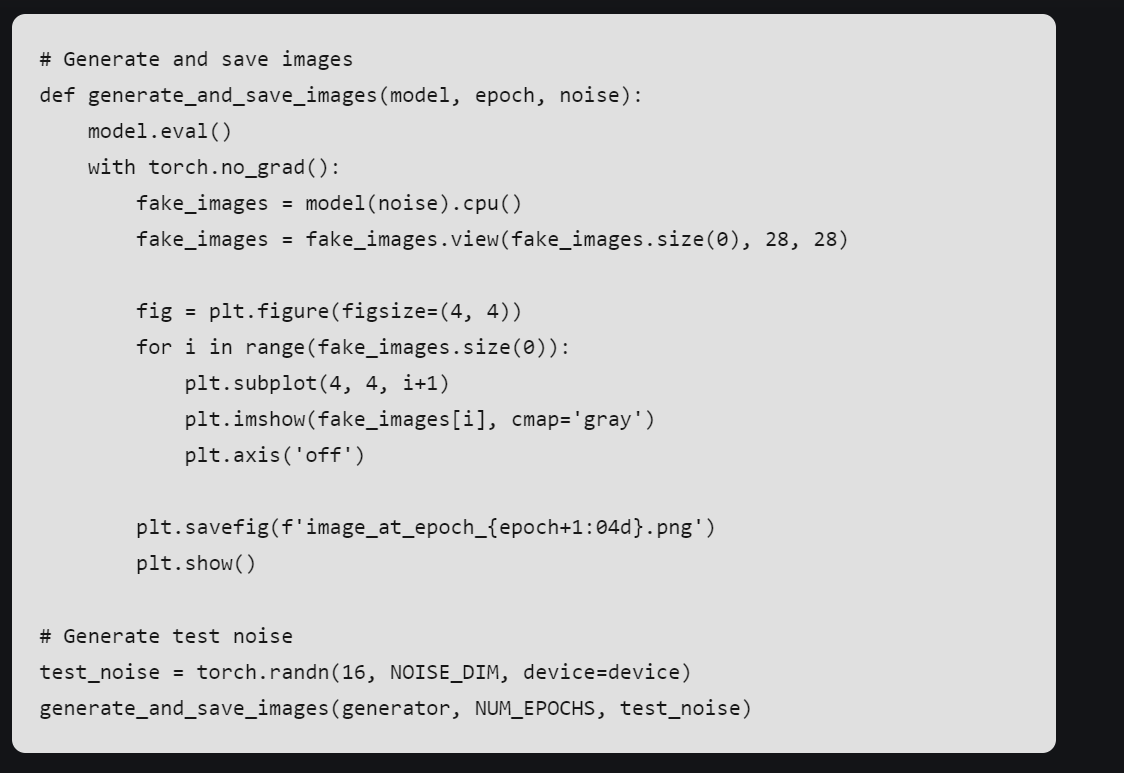 # Generate and save images
def generate_and_save_images(model, epoch, noise):
    model.eval()
    with torch.no_grad():
        fake_images = model(noise).cpu()
        fake_images = fake_images.view(fake_images.size(0), 28, 28)

        fig = plt.figure(figsize=(4, 4))
        for i in range(fake_images.size(0)):
            plt.subplot(4, 4, i+1)
            plt.imshow(fake_images[i], cmap='gray')
            plt.axis('off')

        plt.savefig(f'image_at_epoch_{epoch+1:04d}.png')
        plt.show()

# Generate test noise
test_noise = torch.randn(16, NOISE_DIM, device=device)
generate_and_save_images(generator, NUM_EPOCHS, test_noise)